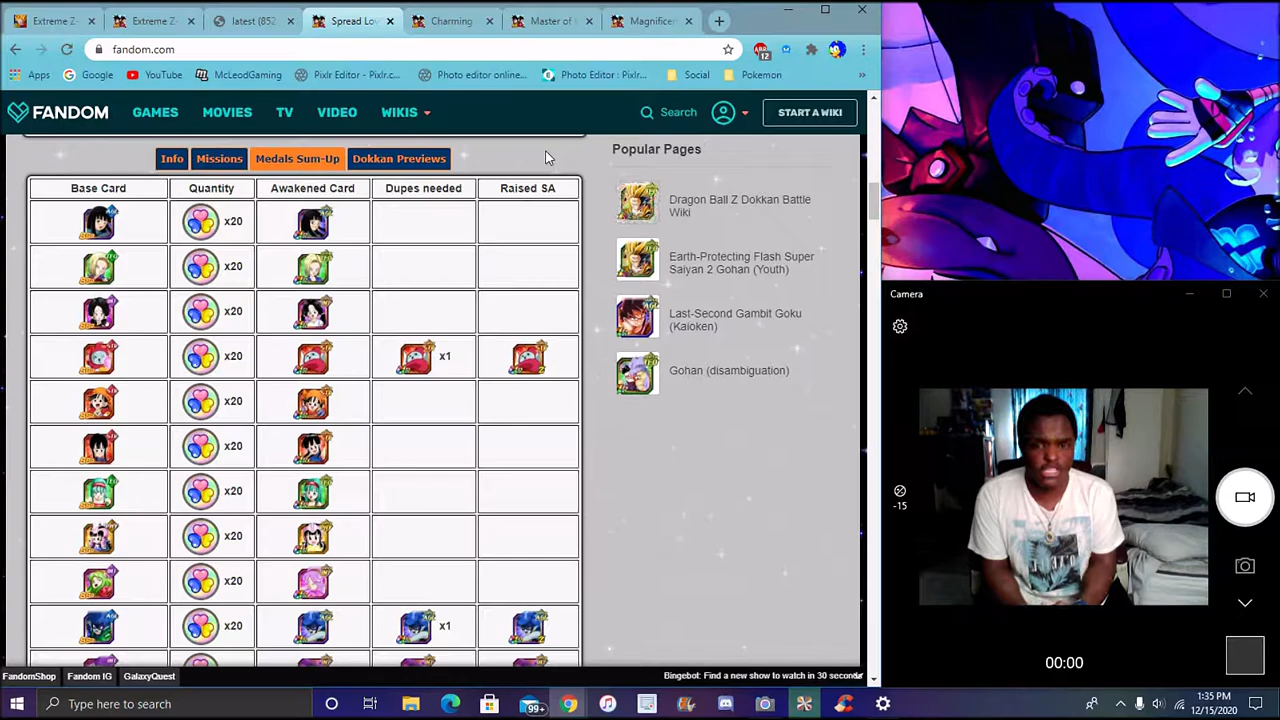 Extreme Z-
Extreme Z-
latest (852
Spread Lov
Charming
Master of
Magnificen
fandom.com
12
Apps
Google
YouTube
McLeodGaming
Pixlr Editor - Pixlr.c...
Photo editor online...
Photo Editor : Pixlr...
Social
Pokemon
»
FANDOM
GAMES
MOVIES
TV
VIDEO
WIKIS
Search
START A WIKI
Info
Missions
Medals Sum-Up
Dokkan Previews
Popular Pages
Base Card Quantity Awakened Card Dupes needed Raised SA
x20
x20
x20
x20 x1
x20
x20
x20
x20
x20
x20 x1
Dragon Ball Z Dokkan Battle
Wiki
Earth-Protecting Flash Super
Saiyan 2 Gohan (Youth)
Last-Second Gambit Goku
(Kaioken)
Gohan (disambiguation)
FandomShop
Fandom IG
GalaxyQuest
Bingebot: Find a new show to watch in 30 seconds
Camera
-15
00:00
Type here to search
99+
1:35 PM
12/15/2020